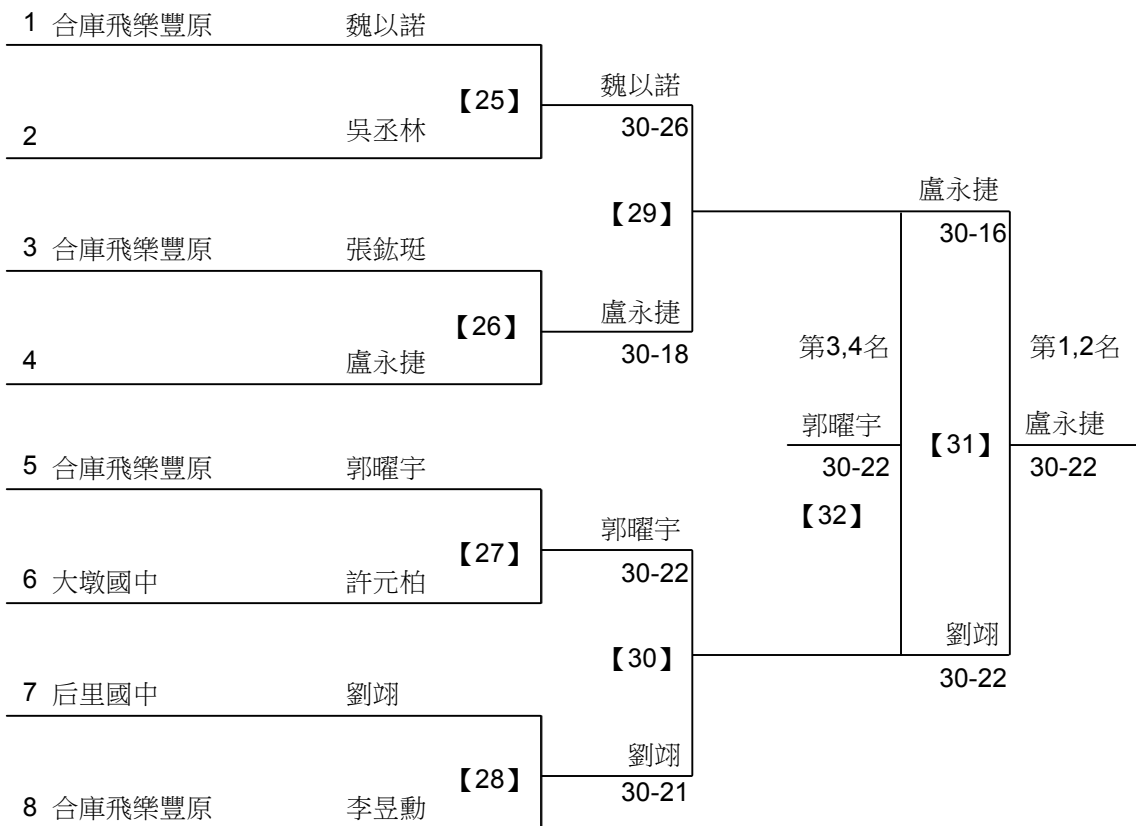 1 合庫飛樂豐原 魏以諾
魏以諾
【25】
30-26
2 吳丞林
盧永捷
【29】
30-16
3 合庫飛樂豐原 張鈜珽
盧永捷
【26】
30-18
第3,4名 第1,2名
4 盧永捷
郭曜宇 盧永捷
【31】
5 合庫飛樂豐原 郭曜宇
30-22 30-22
【32】
郭曜宇
【27】
30-22
6 大墩國中 許元柏
劉翊
【30】
30-22
7 后里國中 劉翊
劉翊
【28】
30-21
8 合庫飛樂豐原 李昱勳